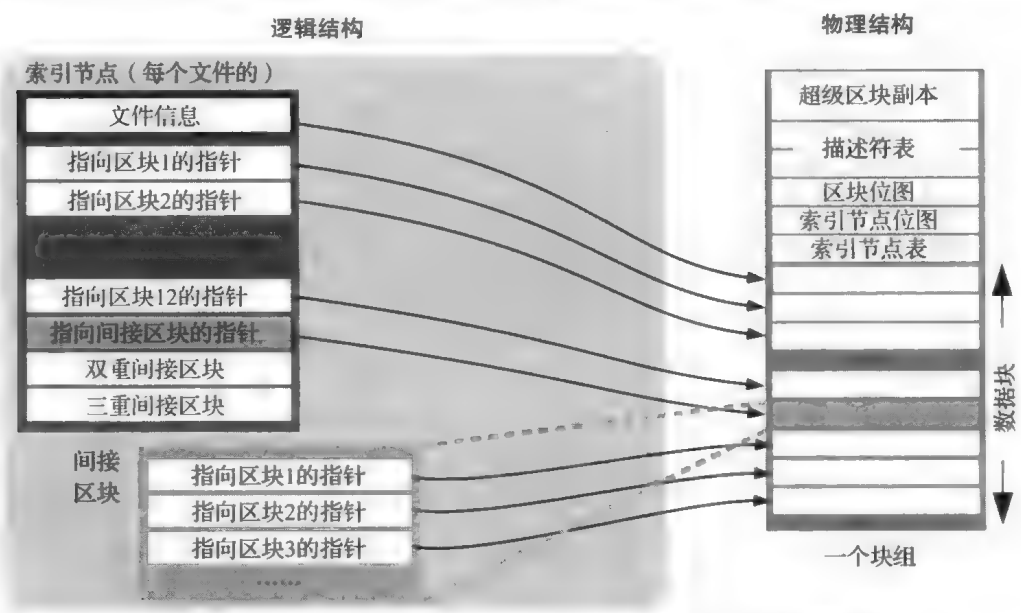 逻辑结构
物理结构
索引节点（每个文件的）
文件信息
指向区块1的指针
指向区块2的指针
指向区块12的指针
指向间接区块的指针
双重间接区块
三重间接区块
间接
区块
指向区块1的指针
指向区块2的指针
指向区块3的指针
......
超级区块副本
描述符表
区块位图
索引节点位图
索引节点表
数据块
一个块组